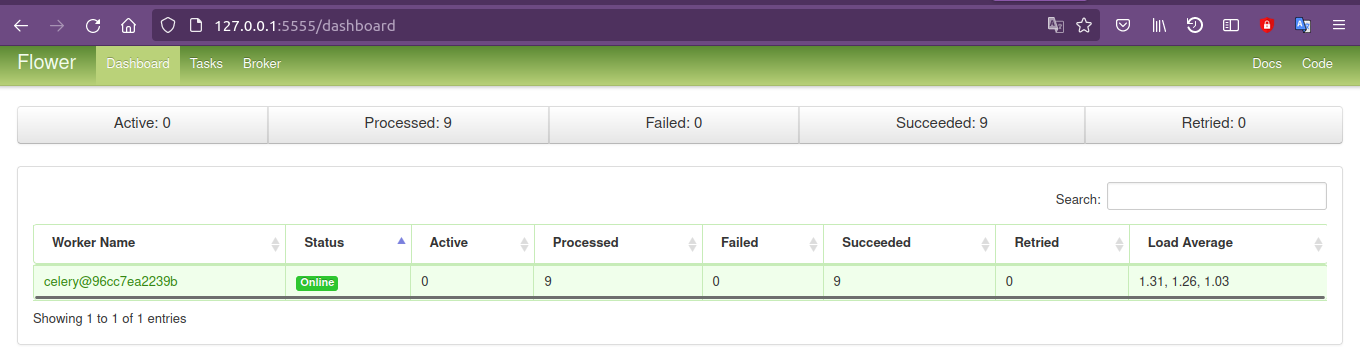 127.0.0.1:5555/dashboard
Flower Dashboard Tasks Broker Docs Code
Active: 0 Processed: 9 Failed: 0 Succeeded: 9 Retried: 0
Search:
Worker Name Status Active Processed Failed Succeeded Retried Load Average
celery@96cc7ea2239b Online 0 9 0 9 0 1.31, 1.26, 1.03
Showing 1 to 1 of 1 entries